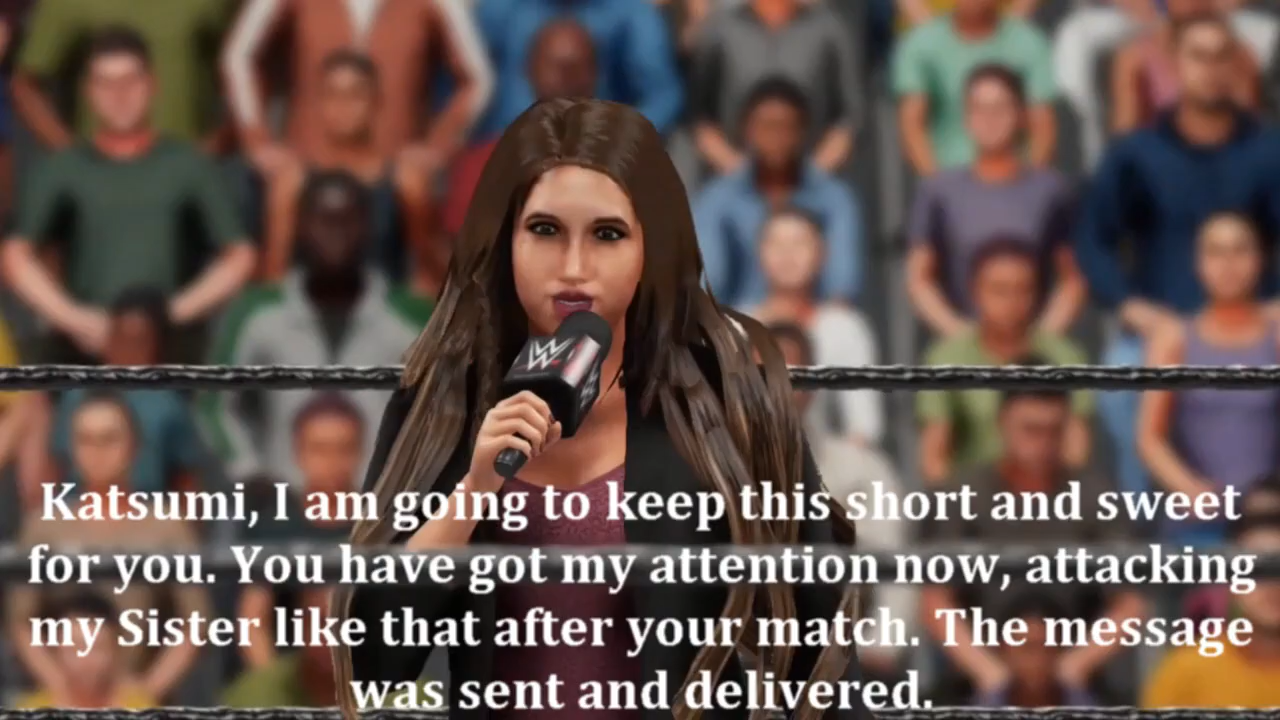 W
Katsumi, I am going to keep this short and sweet
for you. You have got my attention now, attacking
my Sister like that after your match. The message
was sent and delivered.